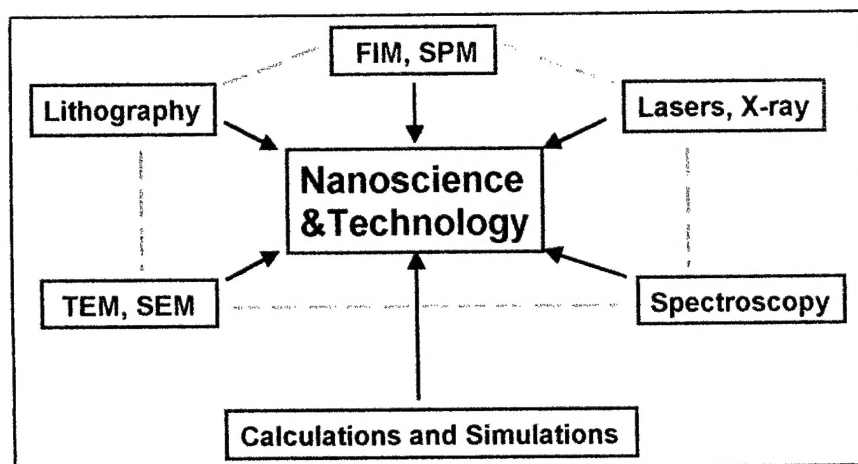 FIM, SPM
Lithography
Lasers, X-ray
Nanoscience
&Technology
TEM, SEM
Spectroscopy
Calculations and Simulations